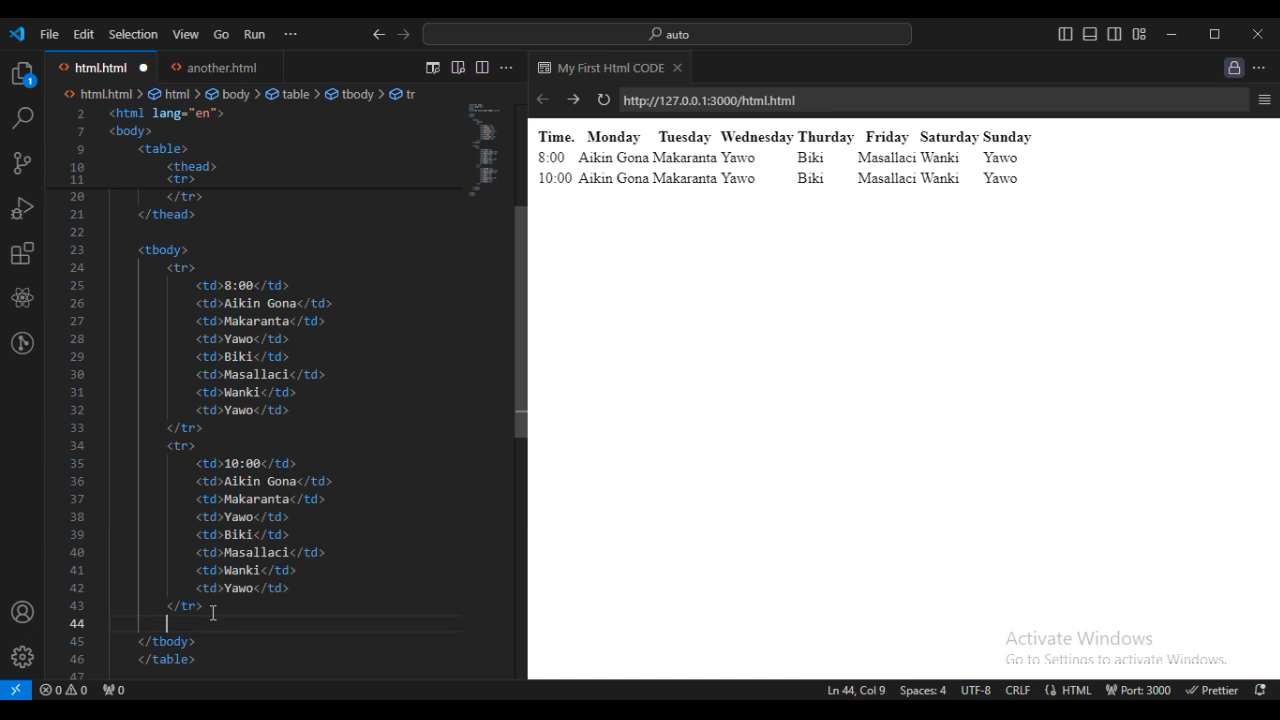 File Edit Selection View Go Run ···
auto
html.html
another.html
html.html > html > body > table > tbody > tr
2 <html lang="en">
7 <body>
9 <table>
10 <thead>
11 <tr>
20 </tr>
21 </thead>
22
23 <tbody>
24 <tr>
25 <td>8:00</td>
26 <td>Aikin Gona</td>
27 <td>Makaranta</td>
28 <td>Yawo</td>
29 <td>Biki</td>
30 <td>Masallaci</td>
31 <td>Wanki</td>
32 <td>Yawo</td>
33 </tr>
34 <tr>
35 <td>10:00</td>
36 <td>Aikin Gona</td>
37 <td>Makaranta</td>
38 <td>Yawo</td>
39 <td>Biki</td>
40 <td>Masallaci</td>
41 <td>Wanki</td>
42 <td>Yawo</td>
43 </tr>
44
45 </tbody>
46 </table>
47
My First Html CODE
http://127.0.0.1:3000/html.html
Time. Monday Tuesday Wednesday Thurday Friday Saturday Sunday
8:00 Aikin Gona Makaranta Yawo Biki Masallaci Wanki Yawo
10:00 Aikin Gona Makaranta Yawo Biki Masallaci Wanki Yawo
Activate Windows
Go to Settings to activate Windows.
1
0 0 0 Ln 44, Col 9 Spaces: 4 UTF-8 CRLF HTML Port: 3000 Prettier